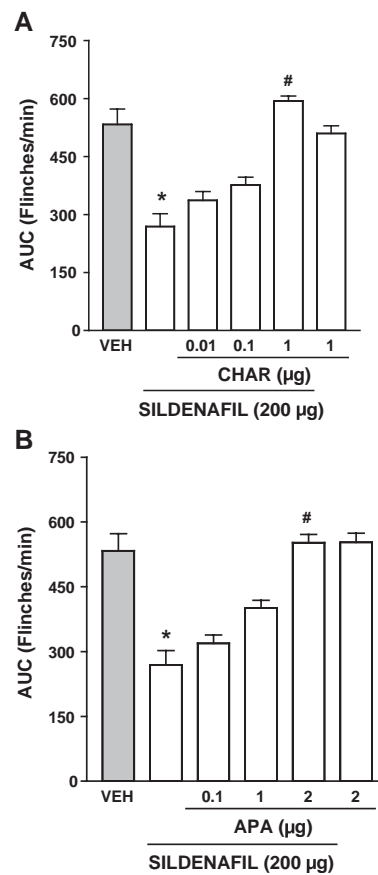 A
750
600
450
300
150
0
AUC (Flinches/min)
*
#
VEH 0.01 0.1 1 1
CHAR (µg)
SILDENAFIL (200 µg)
B
750
600
450
300
150
0
AUC (Flinches/min)
*
#
VEH 0.1 1 2 2
APA (µg)
SILDENAFIL (200 µg)